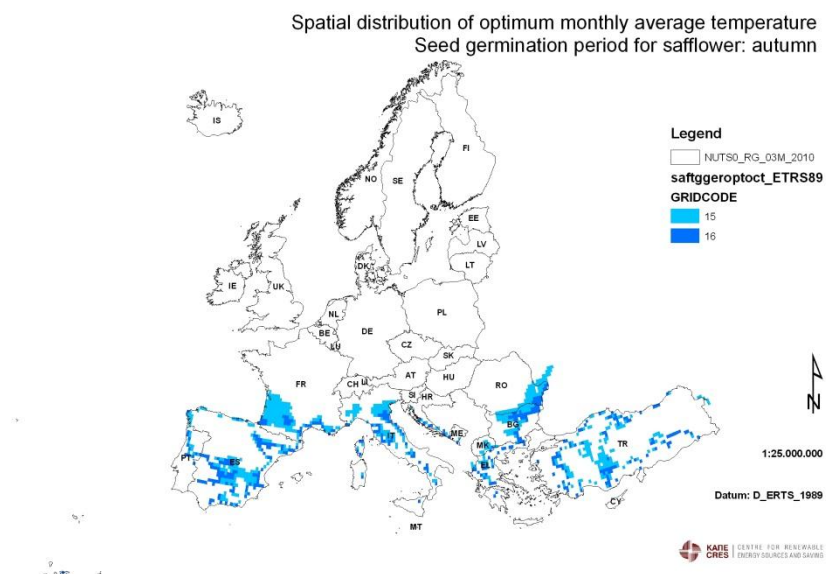 Spatial distribution of optimum monthly average temperature
Seed germination period for safflower: autumn
IS
Legend
NUTS0_RG_03M_2010
saftggeroptoct_ETRS89
GRIDCODE
15
16
FI
NO
SE
EE
LV
LT
DK
IE
UK
NL
PL
BE
DE
LU
CZ
SK
FR
CH
LI
AT
HU
RO
SI
HR
BG
ME
IT
MK
PT
ES
EL
TR
CY
MT
1:25.000.000
Datum: D_ERTS_1989
ΚΑΠΕ
CRES
CENTRE FOR RENEWABLE
ENERGY SOURCES AND SAVING